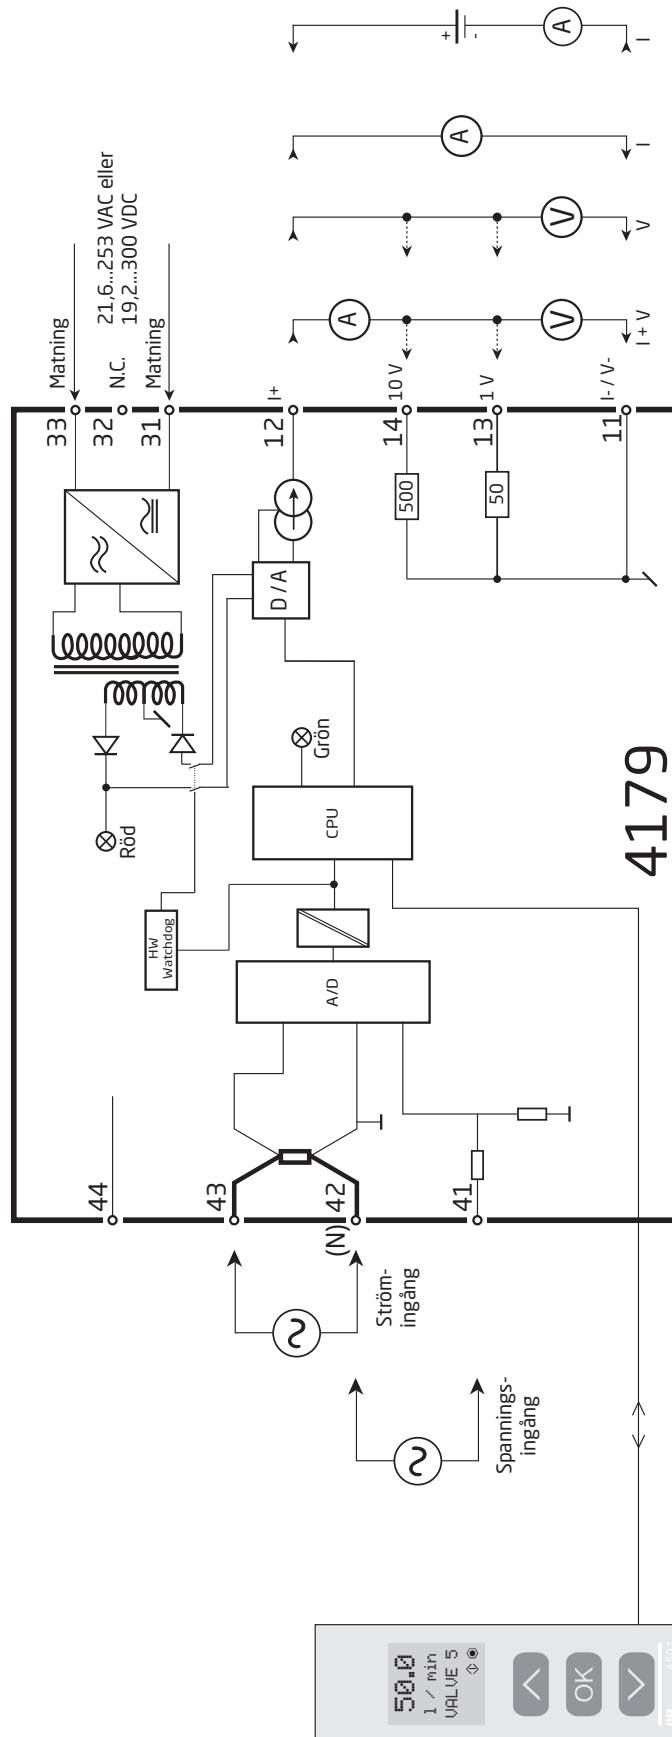 44
43
42
(N)
41
Ström-
ingång
Spännings-
ingång
HW
Watchdog
Röd
A/D
CPU
Grön
D/A
500
50
33
32
31
12
14
13
11
Matning
N.C.
Matning
21,6...253 VAC eller
19,2...300 VDC
I+
10 V
1 V
I- / V-
A
V
I + V
V
V
A
I
+
-
A
I
4179
50.0
l / min
VALVE 5
OK
4501